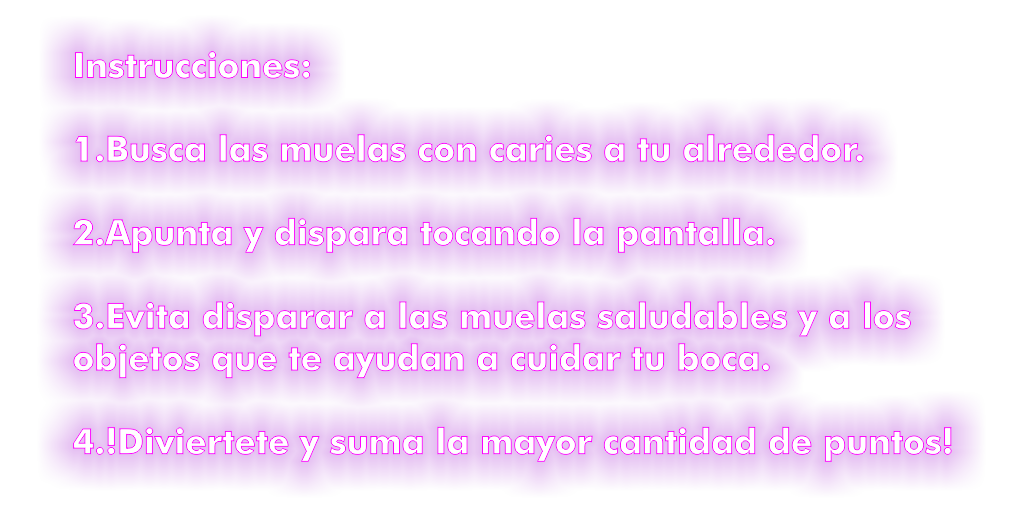 Instrucciones:
1.Busca las muelas con caries a tu alrededor.
2.Apunta y dispara tocando la pantalla.
3.Evita disparar a las muelas saludables y a los
objetos que te ayudan a cuidar tu boca.
4.!Diviertete y suma la mayor cantidad de puntos!